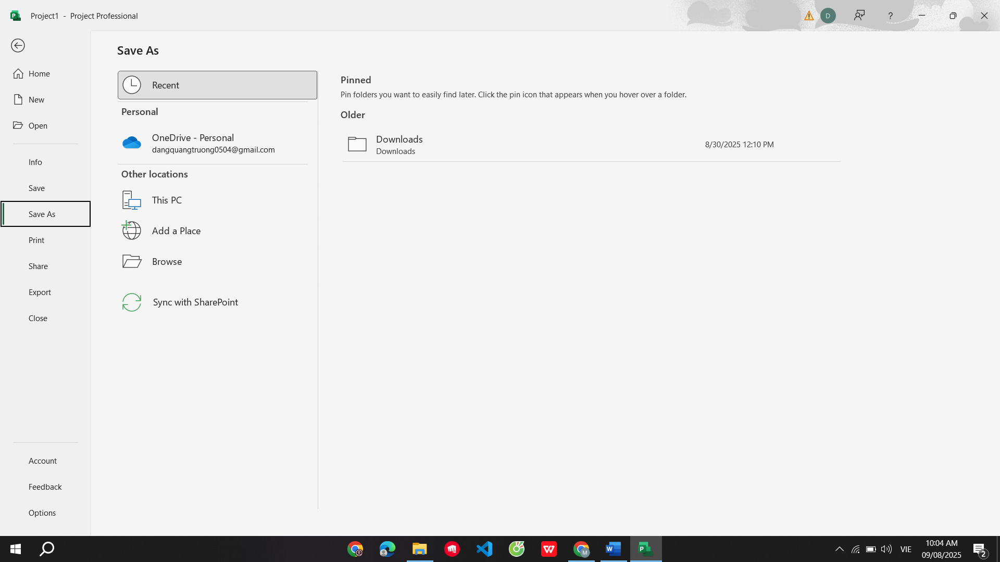 Project1 - Project Professional
D
?
Home
New
Open
Info
Save
Save As
Print
Share
Export
Close
Account
Feedback
Options
Save As
Recent
Personal
OneDrive - Personal
dangquangtruong0504@gmail.com
Other locations
This PC
Add a Place
Browse
Sync with SharePoint
Pinned
Pin folders you want to easily find later. Click the pin icon that appears when you hover over a folder.
Older
Downloads
Downloads
8/30/2025 12:10 PM
VIE
10:04 AM
09/08/2025
2